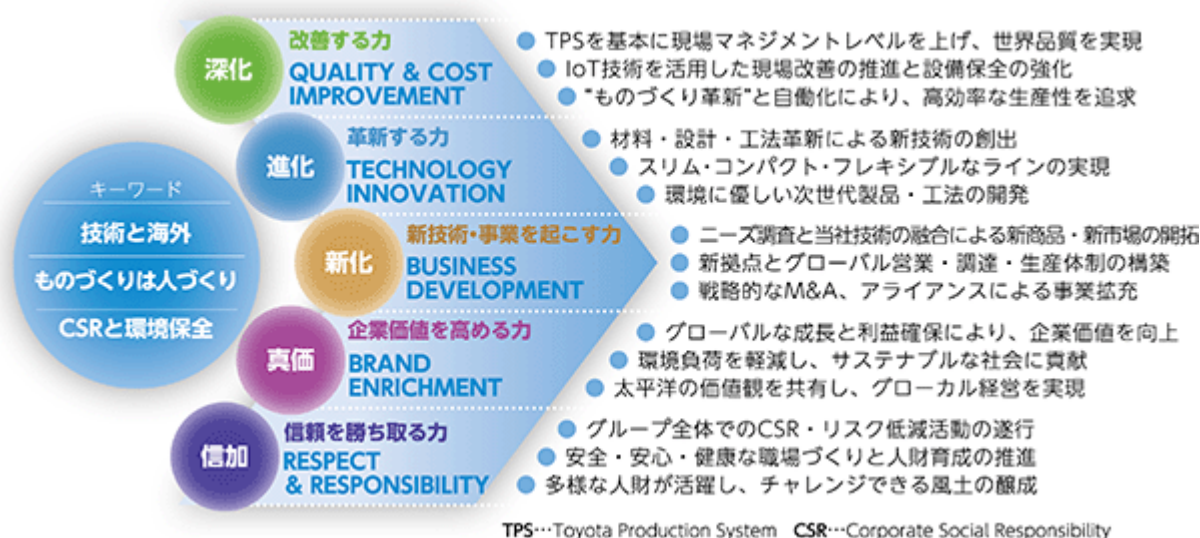 キーワード
技術と海外
ものづくりは人づくり
CSRと環境保全
深化
改善する力
QUALITY & COST
IMPROVEMENT
● TPSを基本に現場マネジメントレベルを上げ、世界品質を実現
● IoT技術を活用した現場改善の推進と設備保全の強化
● "ものづくり革新"と自働化により、高効率な生産性を追求
進化
革新する力
TECHNOLOGY
INNOVATION
● 材料・設計・工法革新による新技術の創出
● スリム・コンパクト・フレキシブルなラインの実現
● 環境に優しい次世代製品・工法の開発
新化
新技術・事業を起こす力
BUSINESS
DEVELOPMENT
● ニーズ調査と当社技術の融合による新商品・新市場の開拓
● 新拠点とグローバル営業・調達・生産体制の構築
● 戦略的なM&A、アライアンスによる事業拡充
真価
企業価値を高める力
BRAND
ENRICHMENT
● グローバルな成長と利益確保により、企業価値を向上
● 環境負荷を軽減し、サステナブルな社会に貢献
● 太平洋の価値観を共有し、グローカル経営を実現
信加
信頼を勝ち取る力
RESPECT
& RESPONSIBILITY
● グループ全体でのCSR・リスク低減活動の遂行
● 安全・安心・健康な職場づくりと人財育成の推進
● 多様な人財が活躍し、チャレンジできる風土の醸成
TPS…Toyota Production System CSR…Corporate Social Responsibility